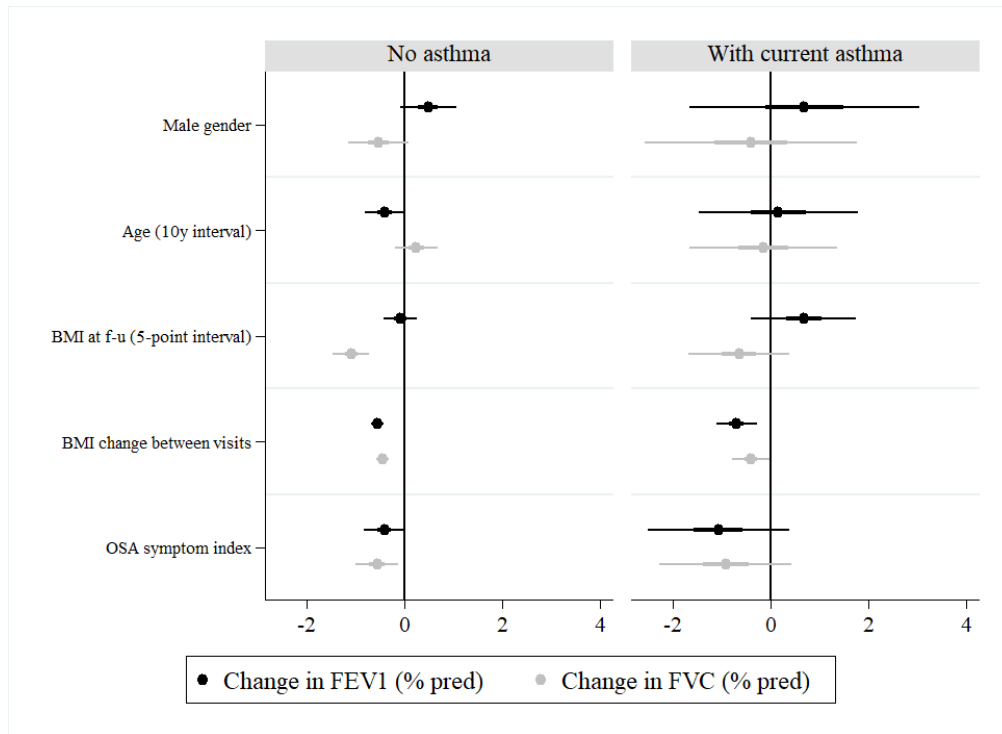 No asthma
With current asthma
Male gender
Age (10y interval)
BMI at f-u (5-point interval)
BMI change between visits
OSA symptom index
-2 0 2 4
-2 0 2 4
Change in FEV1 (% pred)
Change in FVC (% pred)